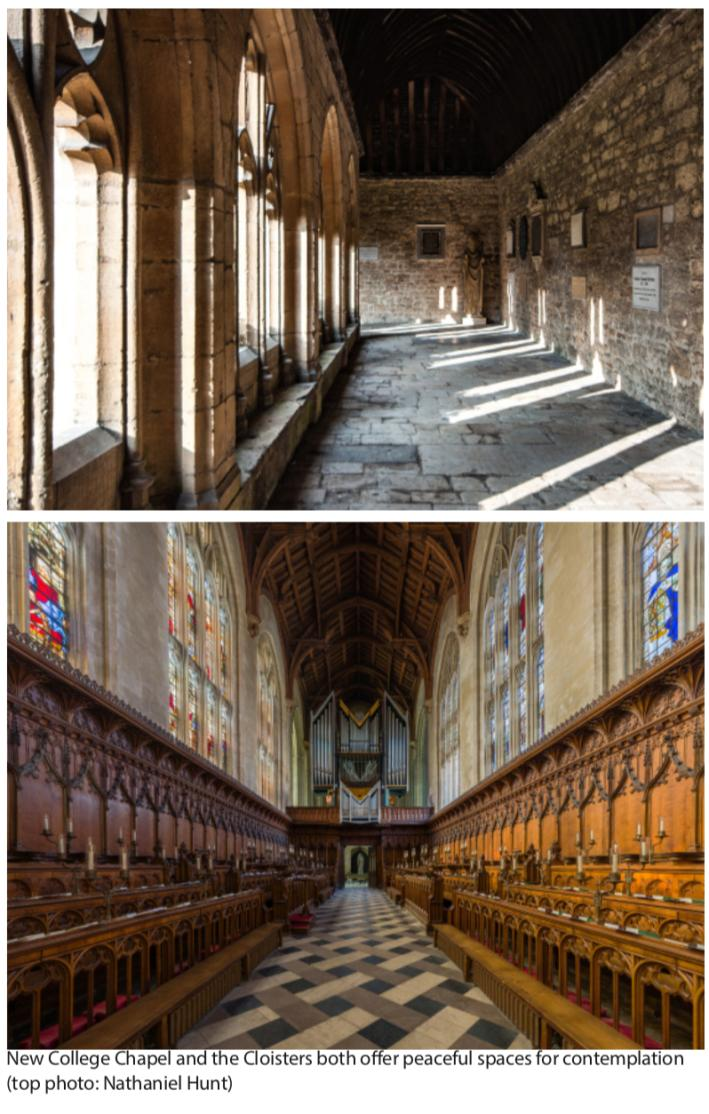 New College Chapel and the Cloisters both offer peaceful spaces for contemplation
(top photo: Nathaniel Hunt)